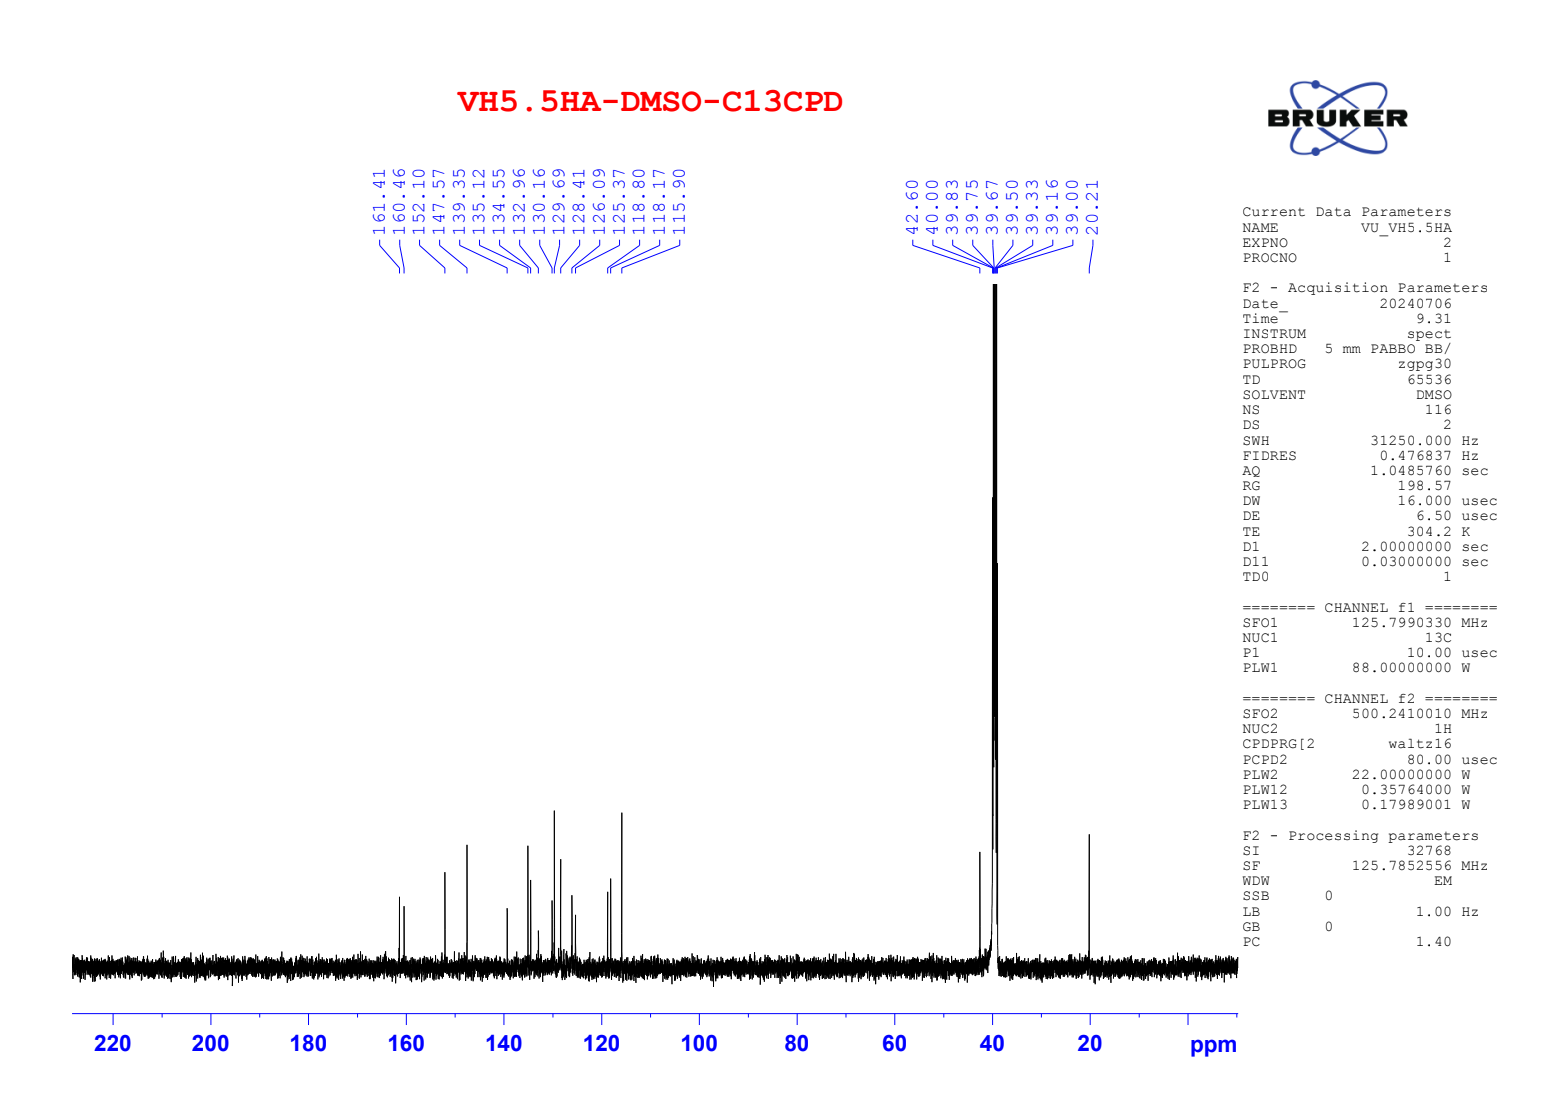 VH5.5HA-DMSO-C13CPD
BRUKER
161.41
160.46
152.10
147.57
139.35
135.12
134.55
132.96
130.16
129.69
128.41
126.09
125.37
118.80
118.17
115.90
42.60
40.00
39.83
39.75
39.67
39.50
39.33
39.16
39.00
20.21
Current Data Parameters
NAME VU_VH5.5HA
EXPNO 2
PROCNO 1
F2 - Acquisition Parameters
Date_ 20240706
Time 9.31
INSTRUM spect
PROBHD 5 mm PABBO BB/
PULPROG zgpg30
TD 65536
SOLVENT DMSO
NS 116
DS 2
SWH 31250.000 Hz
FIDRES 0.476837 Hz
AQ 1.0485760 sec
RG 198.57
DW 16.000 usec
DE 6.50 usec
TE 304.2 K
D1 2.00000000 sec
D11 0.03000000 sec
TD0 1
======== CHANNEL f1 ========
SFO1 125.7990330 MHz
NUC1 13C
P1 10.00 usec
PLW1 88.00000000 W
======== CHANNEL f2 ========
SFO2 500.2410010 MHz
NUC2 1H
CPDPRG[2 waltz16
PCPD2 80.00 usec
PLW2 22.00000000 W
PLW12 0.35764000 W
PLW13 0.17989001 W
F2 - Processing parameters
SI 32768
SF 125.7852556 MHz
WDW EM
SSB 0
LB 1.00 Hz
GB 0
PC 1.40
220 200 180 160 140 120 100 80 60 40 20 ppm